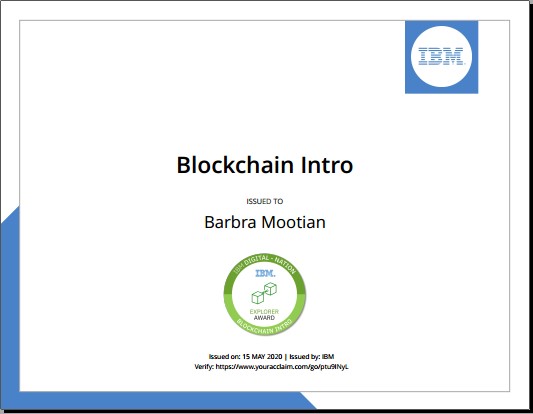 IBM.
Blockchain Intro
ISSUED TO
Barbra Mootian
IBM DIGITAL - NATION
IBM.
EXPLORER
AWARD
BLOCKCHAIN INTRO
Issued on: 15 MAY 2020 | Issued by: IBM
Verify: https://www.youracclaim.com/go/ptu9lNyL